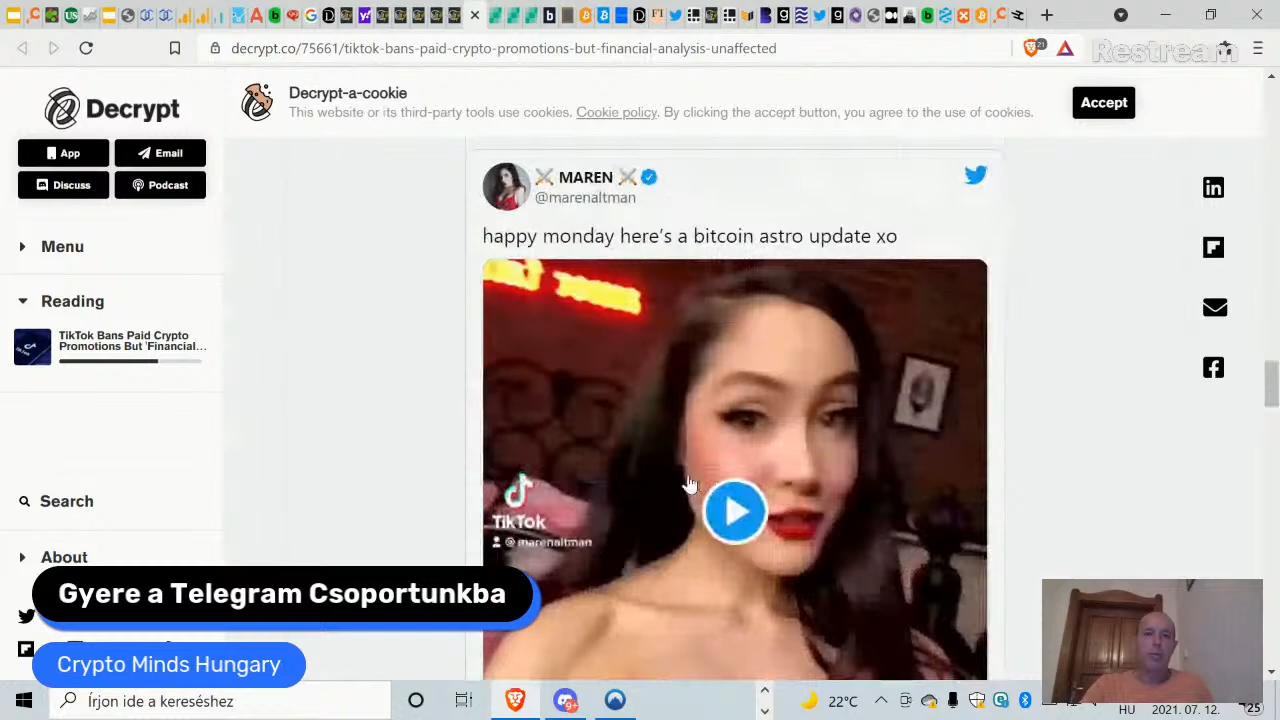 decrypt.co/75661/tiktok-bans-paid-crypto-promotions-but-financial-analysis-unaffected
21
Restream
Decrypt
Decrypt-a-cookie
This website or its third-party tools use cookies. Cookie policy. By clicking the accept button, you agree to the use of cookies.
Accept
App
Email
Discuss
Podcast
Menu
Reading
TikTok Bans Paid Crypto
Promotions But 'Financial...
Search
About
MAREN
@marenaltman
happy monday here's a bitcoin astro update xo
TikTok
@marenaltman
Gyere a Telegram Csoportunkba
Crypto Minds Hungary
Írjon ide a kereséshez
9+
22°C
HU
2021. 07. 12.